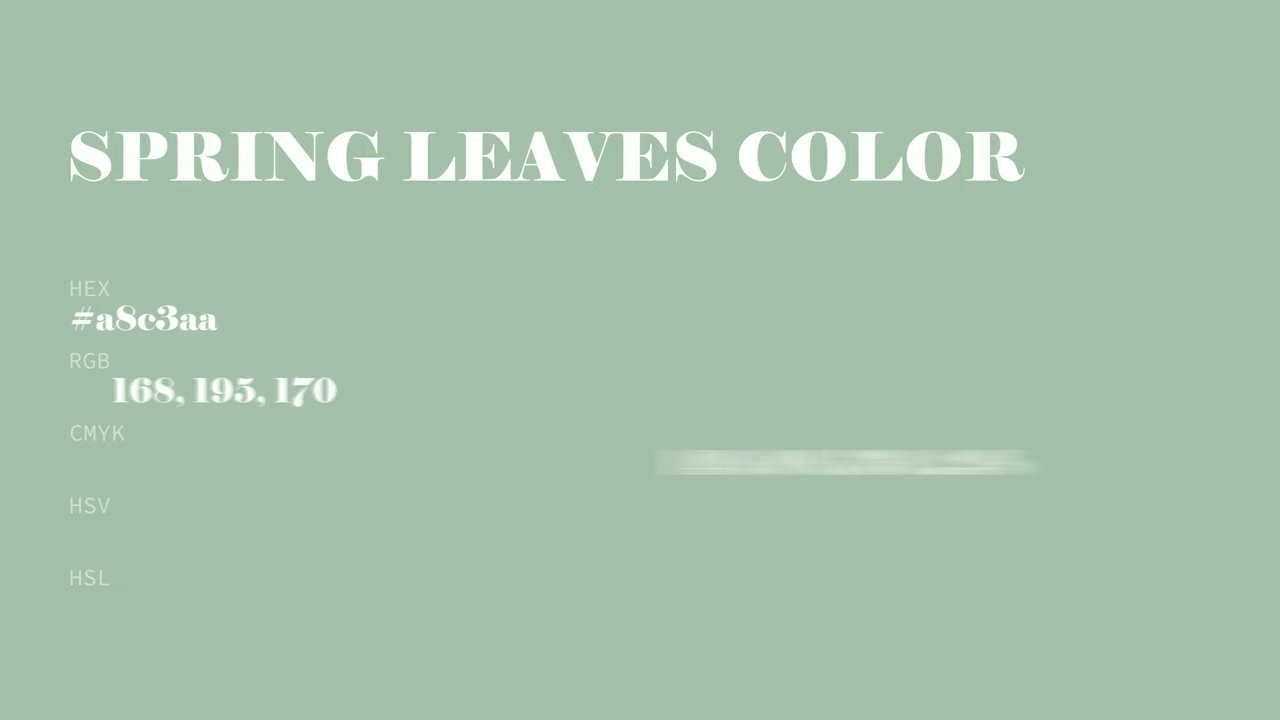 SPRING LEAVES COLOR
HEX
#a8c3aa
RGB
168, 195, 170
CMYK
HSV
HSL